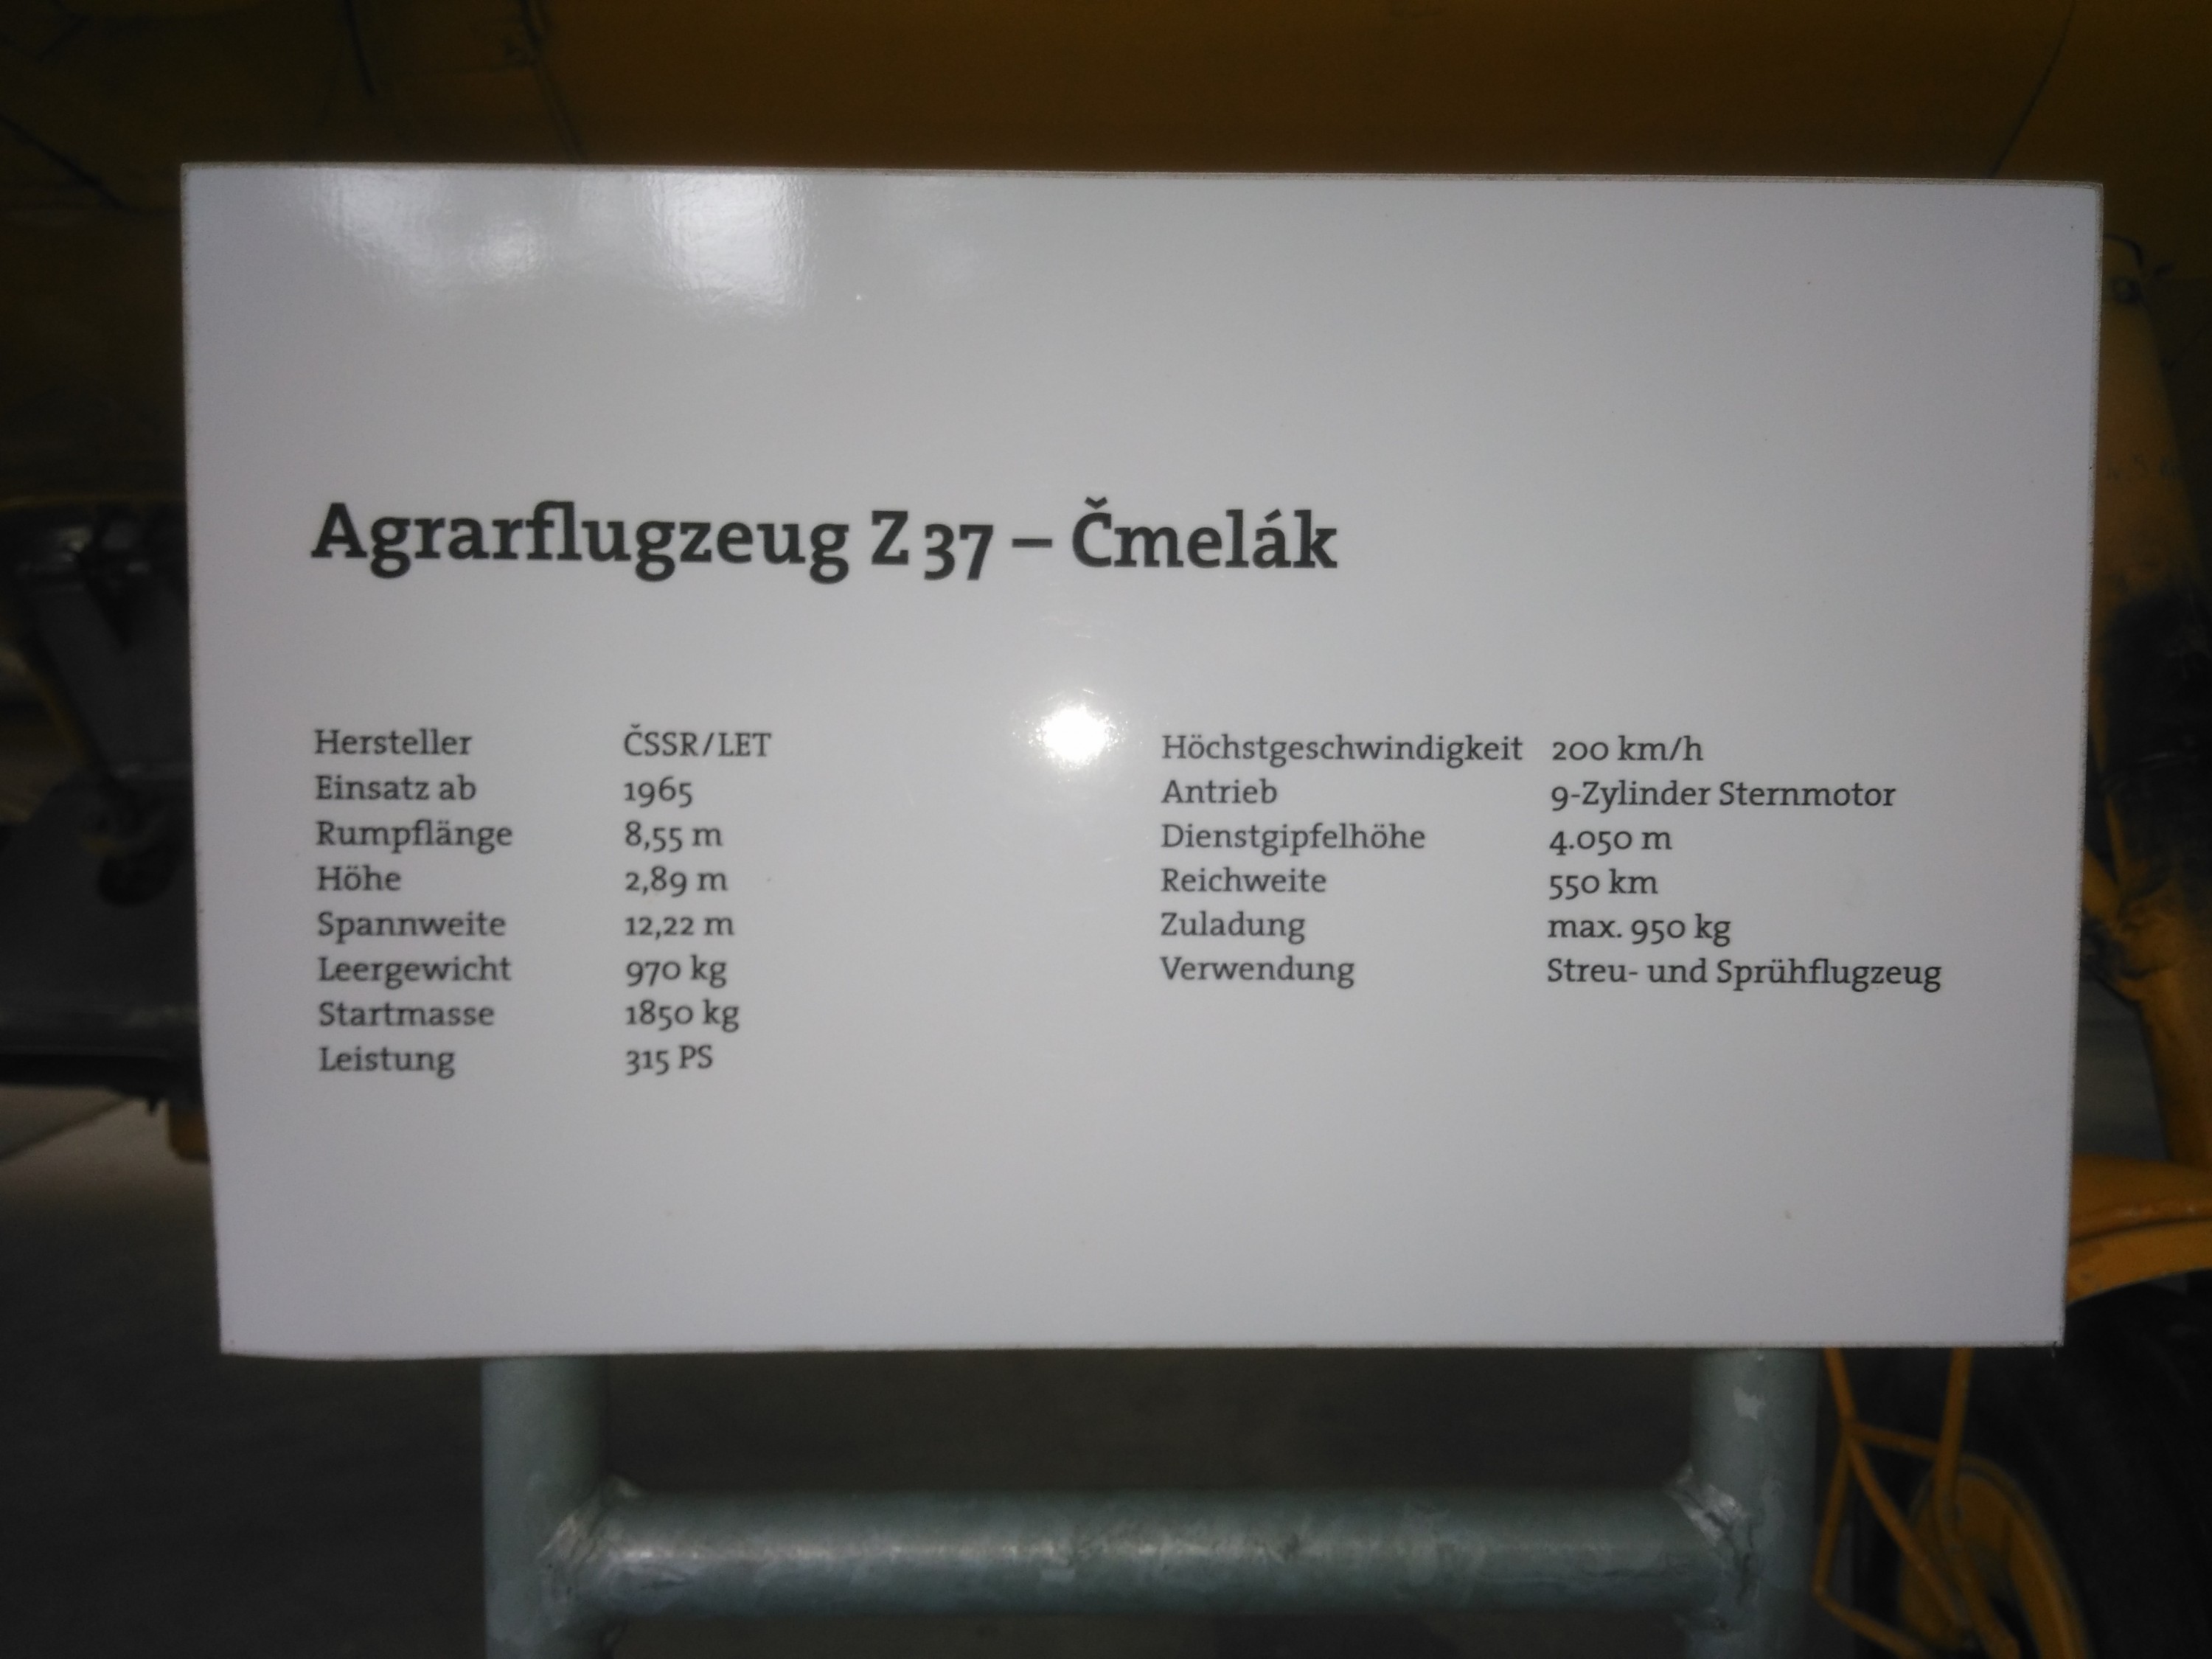 Agrarflugzeug Z 37 – Čmelák
Hersteller ČSSR/LET
Einsatz ab 1965
Rumpflänge 8,55 m
Höhe 2,89 m
Spannweite 12,22 m
Leergewicht 970 kg
Startmasse 1850 kg
Leistung 315 PS
Höchstgeschwindigkeit 200 km/h
Antrieb 9-Zylinder Sternmotor
Dienstgipfelhöhe 4.050 m
Reichweite 550 km
Zuladung max. 950 kg
Verwendung Streu- und Sprühflugzeug